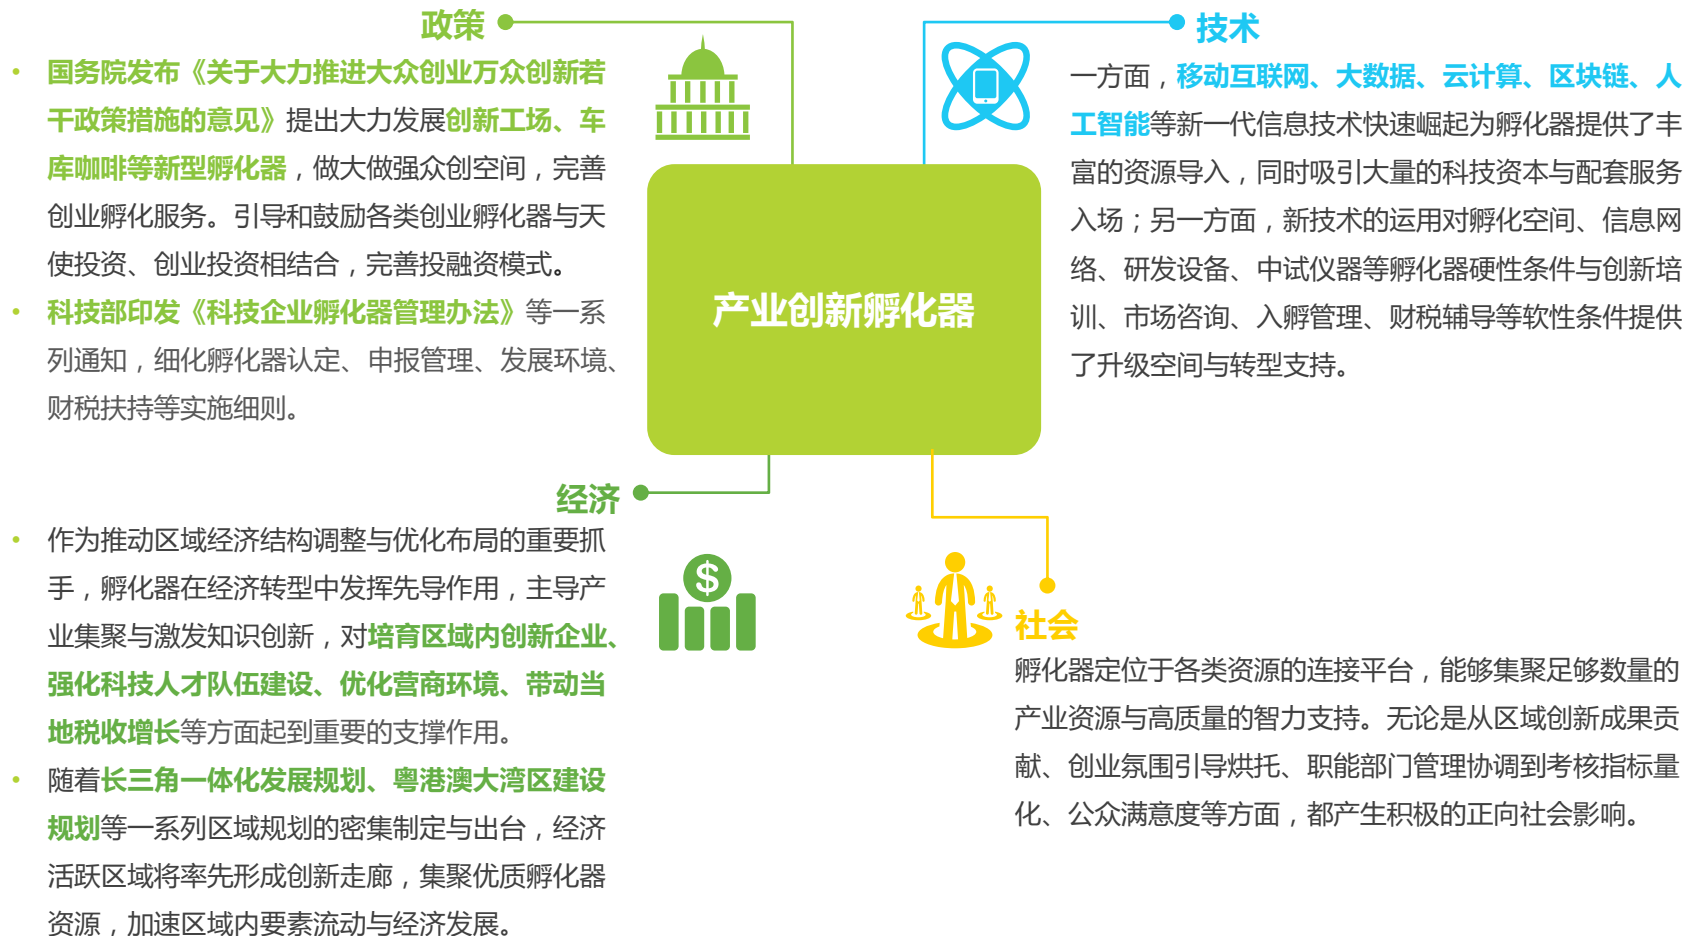 政策
国务院发布《关于大力推进大众创业万众创新若
干政策措施的意见》提出大力发展创新工场、车
库咖啡等新型孵化器，做大做强众创空间，完善
创业孵化服务。引导和鼓励各类创业孵化器与天
使投资、创业投资相结合，完善投融资模式。
科技部印发《科技企业孵化器管理办法》等一系
列通知，细化孵化器认定、申报管理、发展环境、
财税扶持等实施细则。
技术
一方面，移动互联网、大数据、云计算、区块链、人
工智能等新一代信息技术快速崛起为孵化器提供了丰
富的资源导入，同时吸引大量的科技资本与配套服务
入场；另一方面，新技术的运用对孵化空间、信息网
络、研发设备、中试仪器等孵化器硬性条件与创新培
训、市场咨询、入孵管理、财税辅导等软性条件提供
了升级空间与转型支持。
产业创新孵化器
经济
作为推动区域经济结构调整与优化布局的重要抓
手，孵化器在经济转型中发挥先导作用，主导产
业集聚与激发知识创新，对培育区域内创新企业、
强化科技人才队伍建设、优化营商环境、带动当
地税收增长等方面起到重要的支撑作用。
随着长三角一体化发展规划、粤港澳大湾区建设
规划等一系列区域规划的密集制定与出台，经济
活跃区域将率先形成创新走廊，集聚优质孵化器
资源，加速区域内要素流动与经济发展。
$
社会
孵化器定位于各类资源的连接平台，能够集聚足够数量的
产业资源与高质量的智力支持。无论是从区域创新成果贡
献、创业氛围引导烘托、职能部门管理协调到考核指标量
化、公众满意度等方面，都产生积极的正向社会影响。